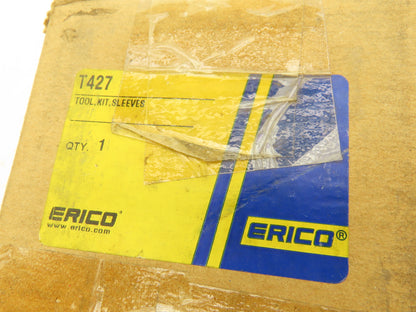 T427
TOOL, KIT, SLEEVES
QTY. 1
ERICO®
www.erico.com
ERICO®